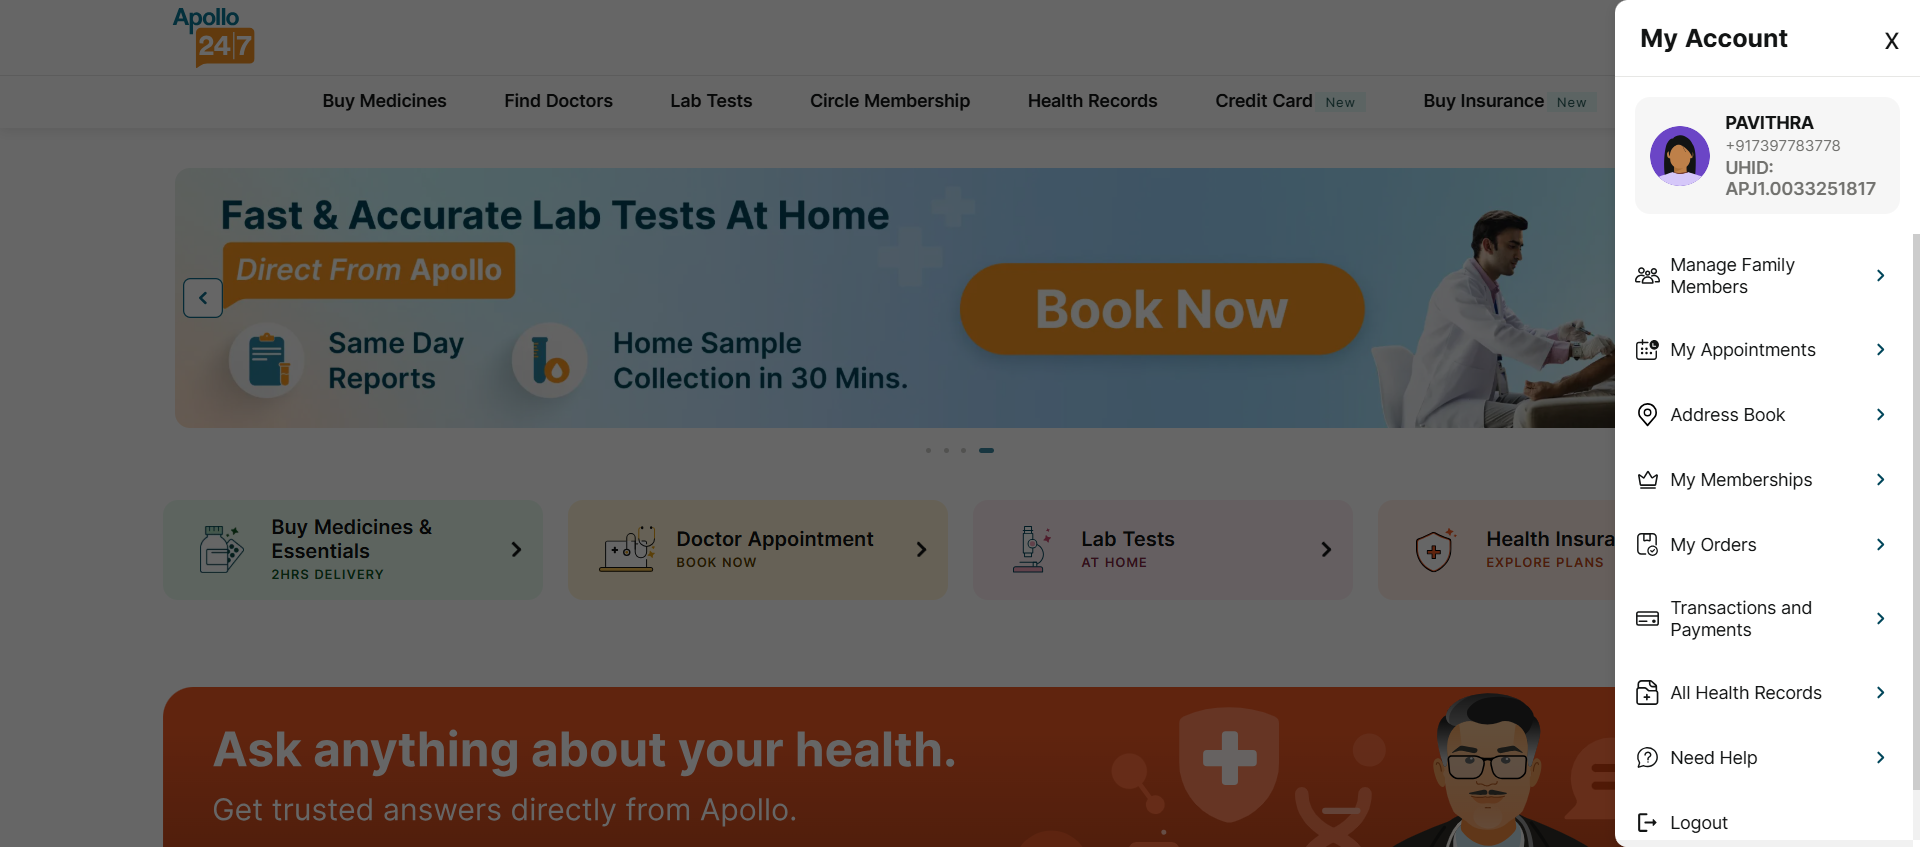 Apollo
24|7
Buy Medicines
Find Doctors
Lab Tests
Circle Membership
Health Records
Credit Card New
Buy Insurance New
Fast & Accurate Lab Tests At Home
Direct From Apollo
Same Day
Reports
Home Sample
Collection in 30 Mins.
Book Now
Buy Medicines &
Essentials
2HRS DELIVERY
Doctor Appointment
BOOK NOW
Lab Tests
AT HOME
Health Insura
EXPLORE PLANS
Ask anything about your health.
Get trusted answers directly from Apollo.
My Account
X
PAVITHRA
+917397783778
UHID:
APJ1.0033251817
Manage Family
Members
My Appointments
Address Book
My Memberships
My Orders
Transactions and
Payments
All Health Records
Need Help
Logout